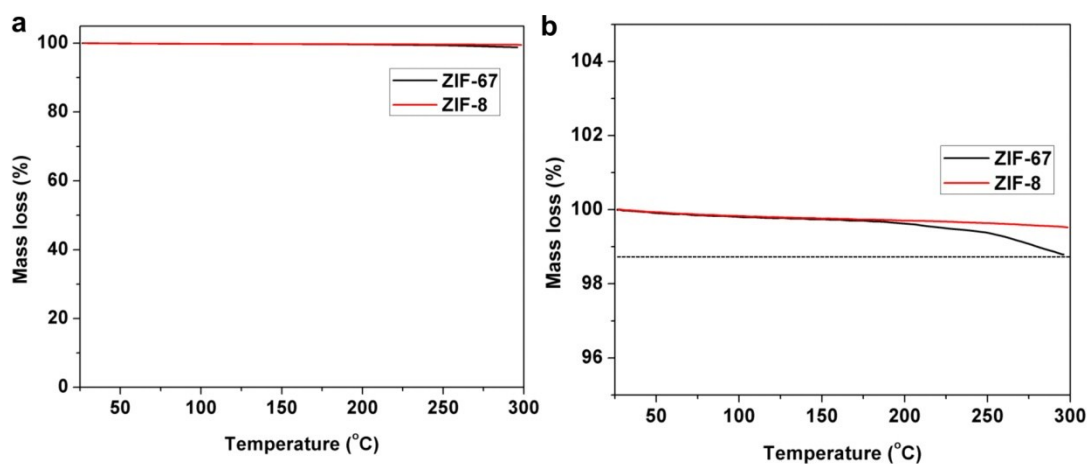 a
100
80
60
40
20
0
Mass loss (%)
ZIF-67
ZIF-8
50 100 150 200 250 300
Temperature (°C)
b
104
102
100
98
96
Mass loss (%)
ZIF-67
ZIF-8
50 100 150 200 250 300
Temperature (°C)